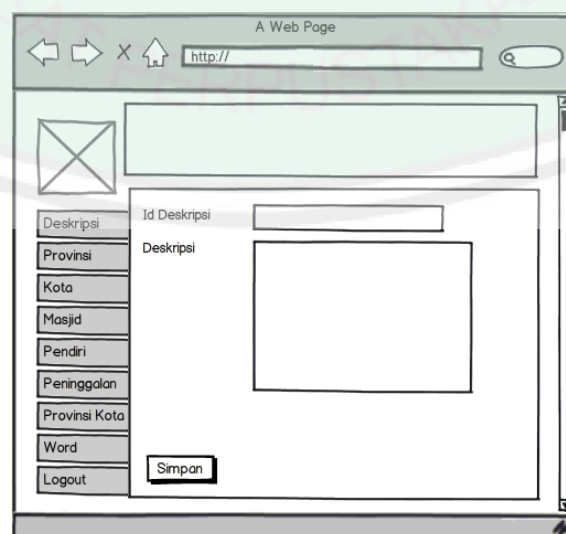 A Web Page
http://
Id Deskripsi
Deskripsi
Deskripsi
Provinsi
Kota
Masjid
Pendiri
Peninggalan
Provinsi Kota
Word
Logout
Simpan